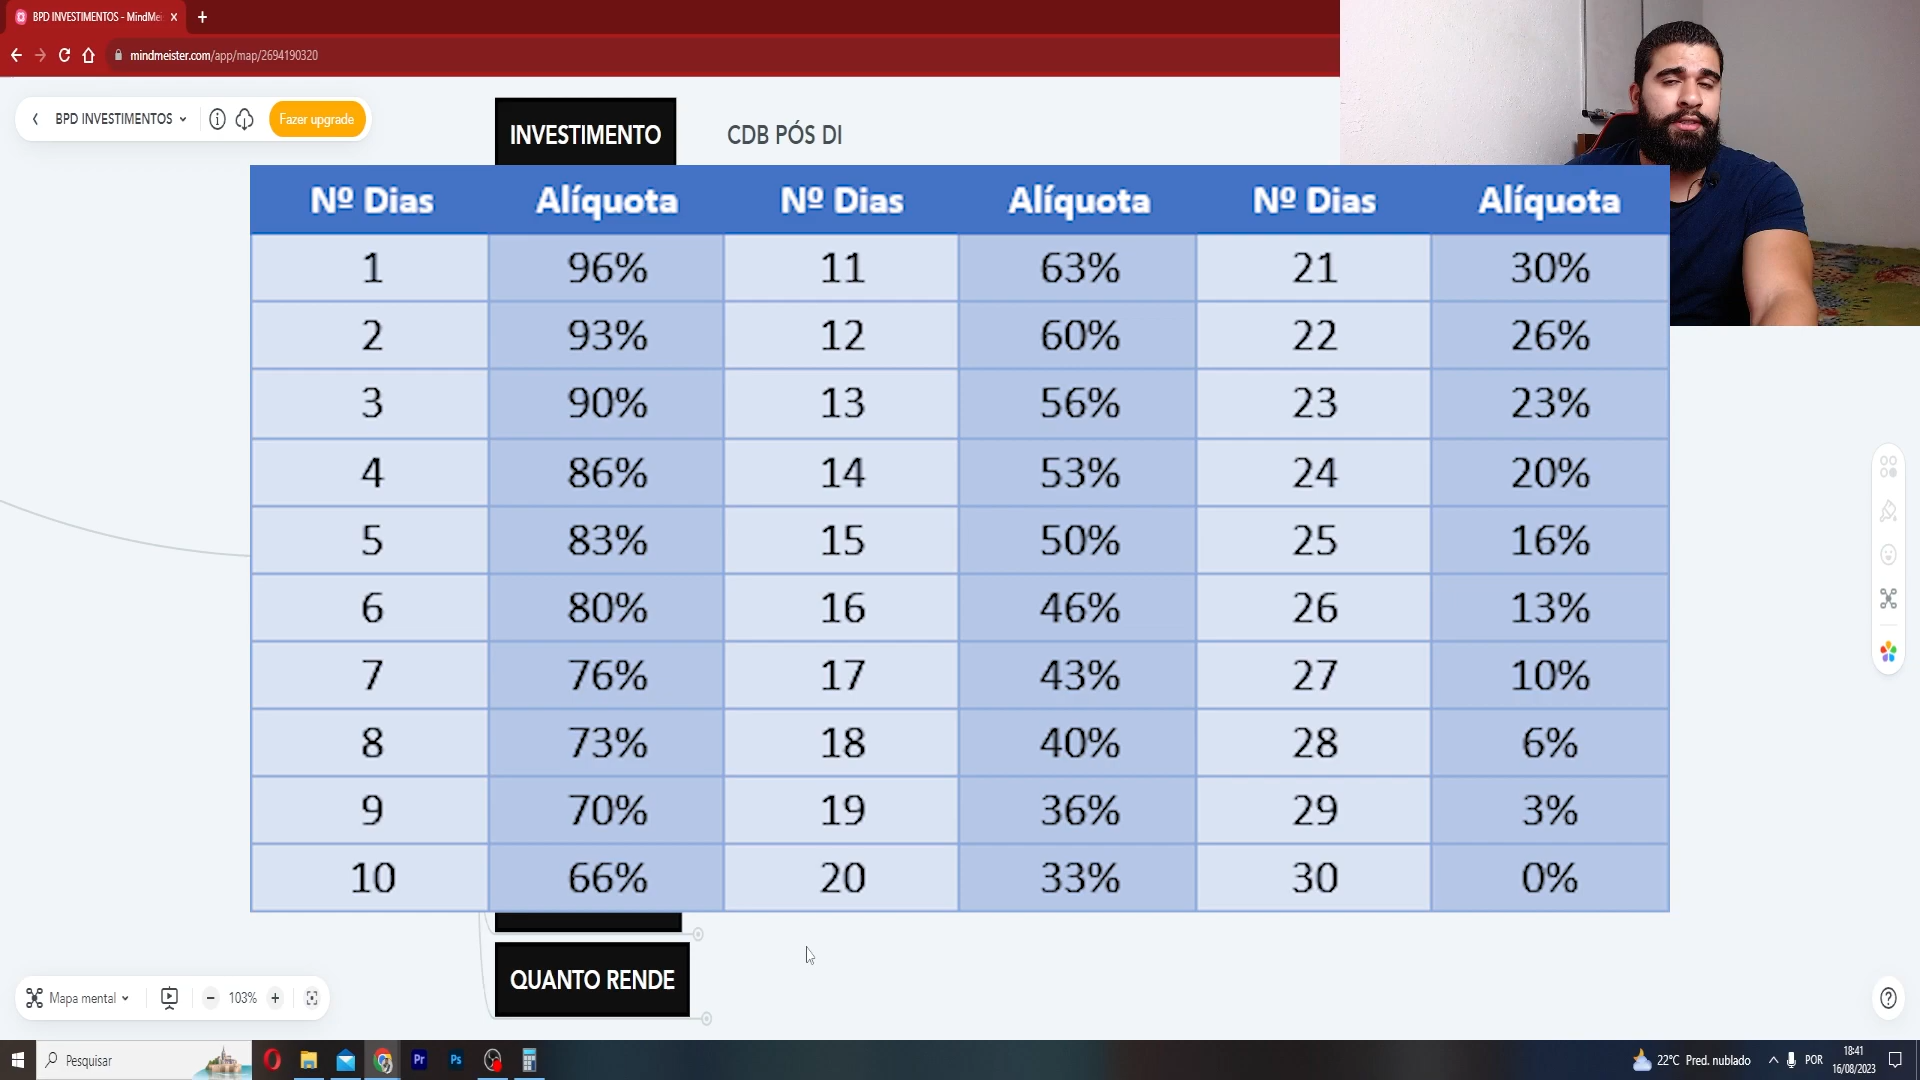 BPD INVESTIMENTOS - MindMei
mindmeister.com/app/map/2694190320
BPD INVESTIMENTOS
Fazer upgrade
INVESTIMENTO
CDB PÓS DI
Nº Dias Alíquota Nº Dias Alíquota Nº Dias Alíquota
1 96% 11 63% 21 30%
2 93% 12 60% 22 26%
3 90% 13 56% 23 23%
4 86% 14 53% 24 20%
5 83% 15 50% 25 16%
6 80% 16 46% 26 13%
7 76% 17 43% 27 10%
8 73% 18 40% 28 6%
9 70% 19 36% 29 3%
10 66% 20 33% 30 0%
QUANTO RENDE
Mapa mental
103%
Pesquisar
Pr
Ps
22°C Pred. nublado
POR
18:41
16/08/2023